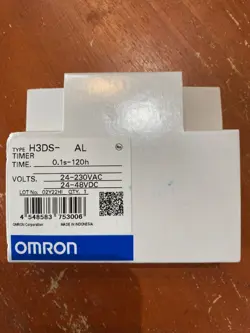 TYPE H3DS- AL
TIMER
TIME. 0.1s-120h
VOLTS. 24-230VAC
24-48VDC
LOT No. 02Y22HI QTY. 1
4 548583 753006
OMRON Corporation MADE IN INDONESIA
OMRON